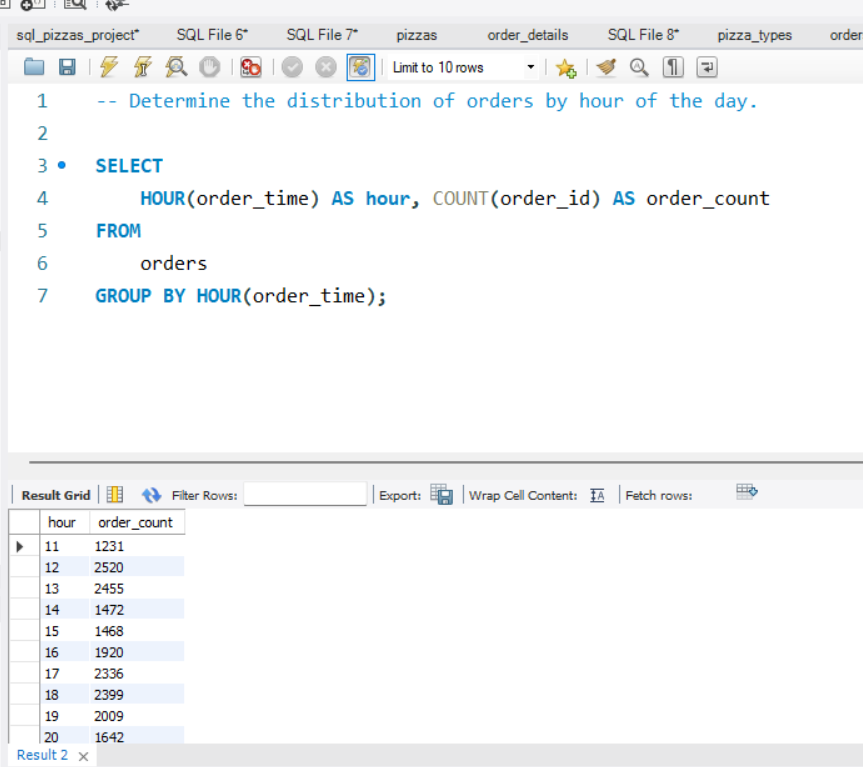 sql_pizzas_project* SQL File 6* SQL File 7* pizzas order_details SQL File 8* pizza_types order
Limit to 10 rows
1 -- Determine the distribution of orders by hour of the day.
2
3 SELECT
4 HOUR(order_time) AS hour, COUNT(order_id) AS order_count
5 FROM
6 orders
7 GROUP BY HOUR(order_time);
Result Grid Filter Rows: Export: Wrap Cell Content: IA Fetch rows:
hour order_count
11 1231
12 2520
13 2455
14 1472
15 1468
16 1920
17 2336
18 2399
19 2009
20 1642
Result 2 ×